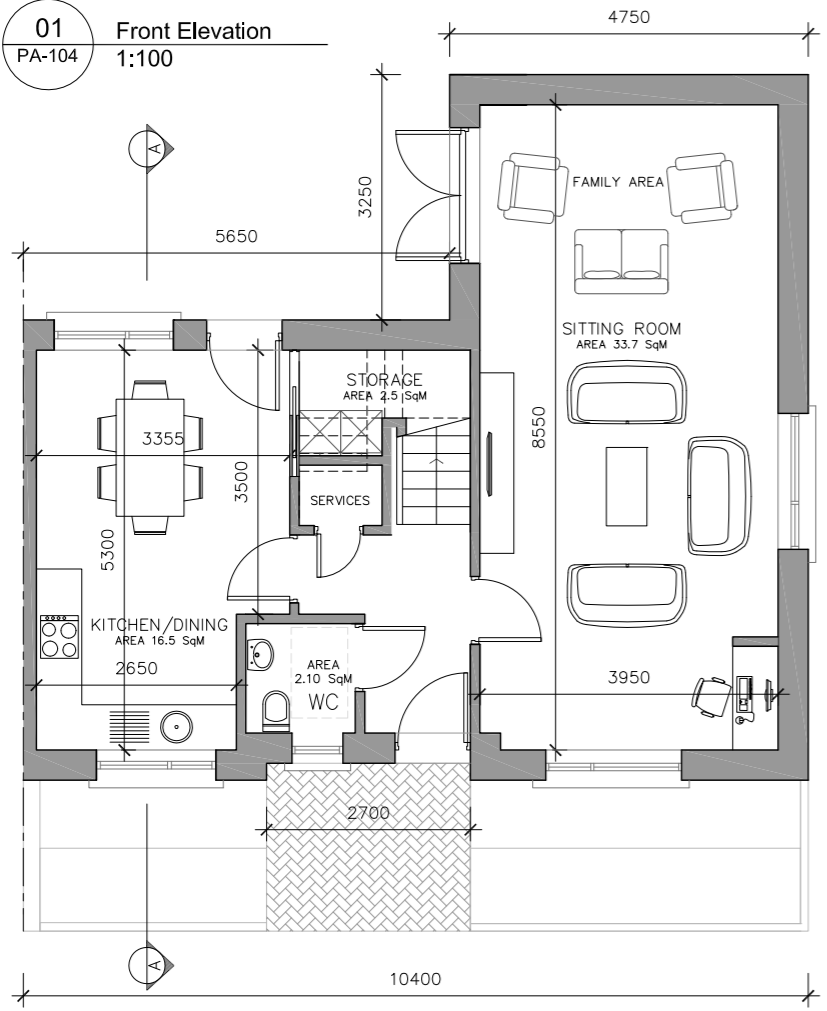 01
PA-104
Front Elevation
1:100
4750
A
3250
5650
FAMILY AREA
SITTING ROOM
AREA 33.7 SqM
STORAGE
AREA 2.5 SqM
3355
8550
3500
SERVICES
5300
KITCHEN/DINING
AREA 16.5 SqM
2650
AREA
2.10 SqM
WC
3950
2700
A
10400